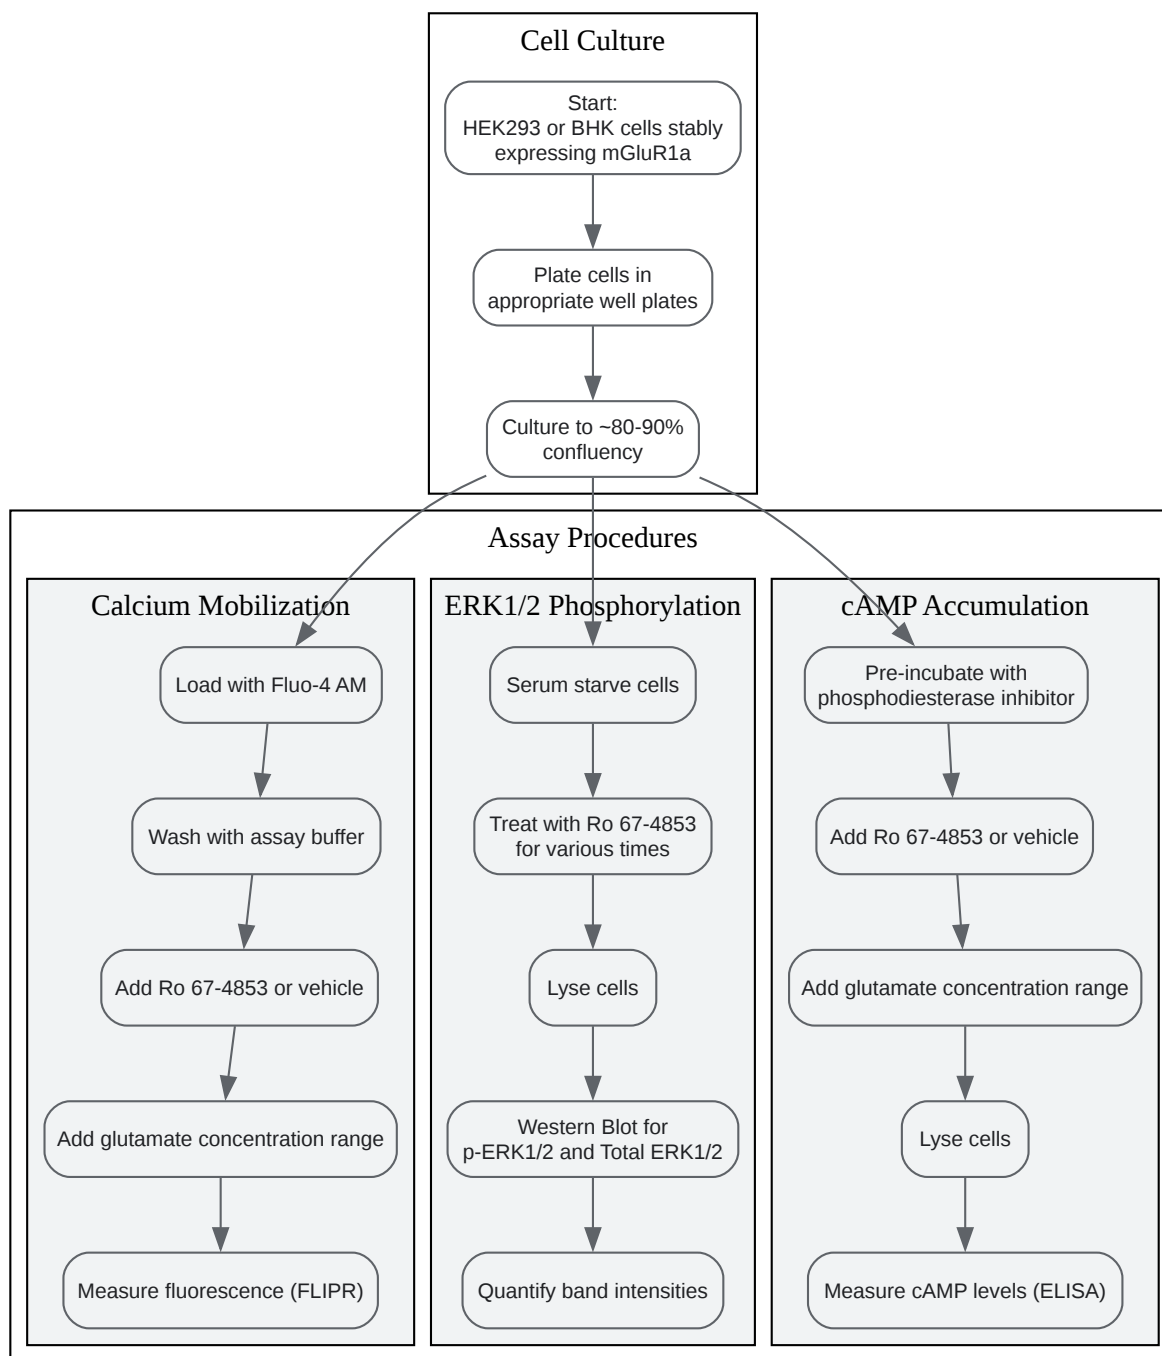 Cell Culture
Start:
HEK293 or BHK cells stably
expressing mGluR1a
Plate cells in
appropriate well plates
Culture to ~80-90%
confluency
Assay Procedures
Calcium Mobilization
Load with Fluo-4 AM
Wash with assay buffer
Add Ro 67-4853 or vehicle
Add glutamate concentration range
Measure fluorescence (FLIPR)
ERK1/2 Phosphorylation
Serum starve cells
Treat with Ro 67-4853
for various times
Lyse cells
Western Blot for
p-ERK1/2 and Total ERK1/2
Quantify band intensities
cAMP Accumulation
Pre-incubate with
phosphodiesterase inhibitor
Add Ro 67-4853 or vehicle
Add glutamate concentration range
Lyse cells
Measure cAMP levels (ELISA)